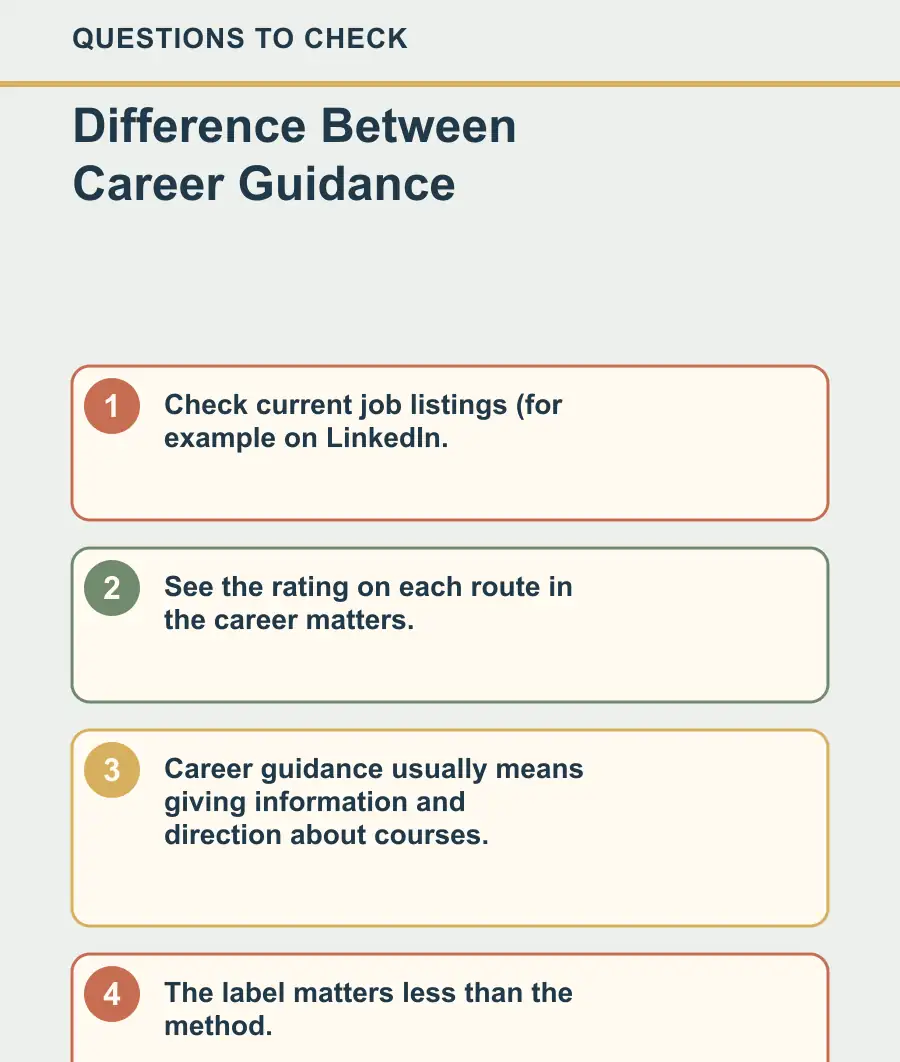 QUESTIONS TO CHECK
Difference Between
Career Guidance
1
Check current job listings (for
example on LinkedIn.
2
See the rating on each route in
the career matters.
3
Career guidance usually means
giving information and
direction about courses.
4
The label matters less than the
method.